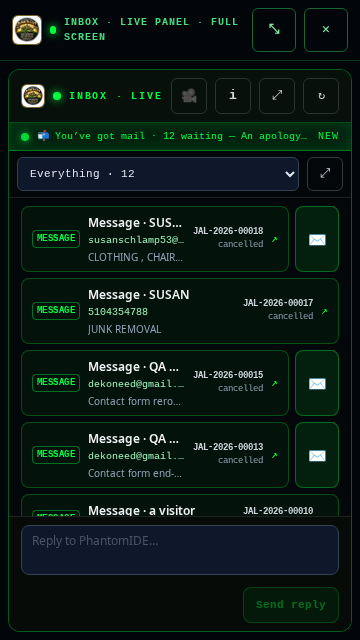 INBOX · LIVE PANEL · FULL SCREEN
INBOX · LIVE
You've got mail · 12 waiting — An apology… NEW
Everything · 12
MESSAGE
Message · SUS…
susanschlamp53@…
CLOTHING , CHAIR…
JAL-2026-00018
cancelled
MESSAGE
Message · SUSAN
5104354788
JUNK REMOVAL
JAL-2026-00017
cancelled
MESSAGE
Message · QA …
dekoneed@gmail.…
Contact form rero…
JAL-2026-00015
cancelled
MESSAGE
Message · QA …
dekoneed@gmail.…
Contact form end-…
JAL-2026-00013
cancelled
MESSAGE
Message · a visitor
JAL-2026-00010
Reply to PhantomIDE…
Send reply